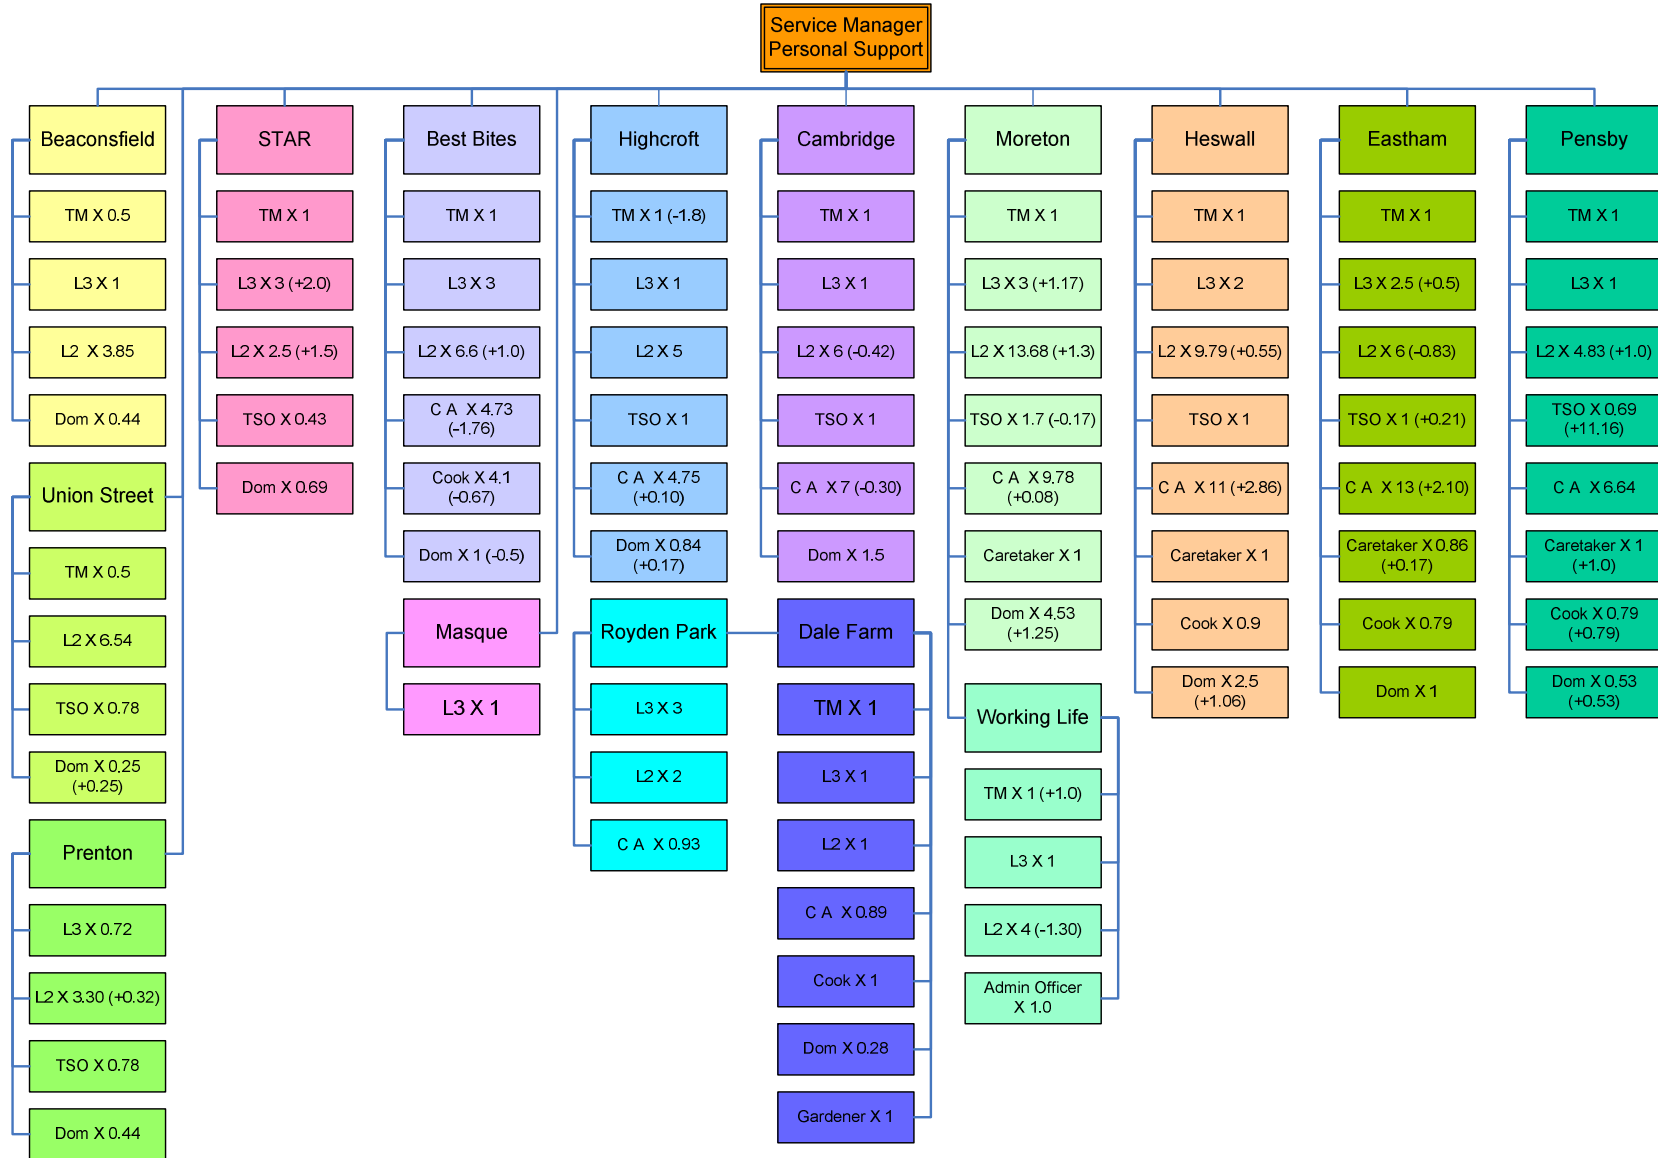 Service Manager
Personal Support
Beaconsfield
TM X 0.5
L3 X 1
L2  X 3.85
Dom X 0.44
Union Street
TM X 0.5
L2 X 6.54
TSO X 0.78
Dom X 0.25
(+0.25)
Prenton
L3 X 0.72
L2 X 3.30 (+0.32)
TSO X 0.78
Dom X 0.44
STAR
TM X 1
L3 X 3 (+2.0)
L2 X 2.5 (+1.5)
TSO X 0.43
Dom X 0.69
Best Bites
TM X 1
L3 X 3
L2 X 6.6 (+1.0)
C A  X 4.73
(-1.76)
Cook X 4.1
(-0.67)
Dom X 1 (-0.5)
Masque
L3 X 1
Highcroft
TM X 1 (-1.8)
L3 X 1
L2 X 5
TSO X 1
C A  X 4.75
(+0.10)
Dom X 0.84
(+0.17)
Royden Park
L3 X 3
L2 X 2
C A  X 0.93
Cambridge
TM X 1
L3 X 1
L2 X 6 (-0.42)
TSO X 1
C A  X 7 (-0.30)
Dom X 1.5
Dale Farm
TM X 1
L3 X 1
L2 X 1
C A  X 0.89
Cook X 1
Dom X 0.28
Gardener X 1
Moreton
TM X 1
L3 X 3 (+1.17)
L2 X 13.68 (+1.3)
TSO X 1.7 (-0.17)
C A  X 9.78
(+0.08)
Caretaker X 1
Dom X 4.53
(+1.25)
Working Life
TM X 1 (+1.0)
L3 X 1
L2 X 4 (-1.30)
Admin Officer
X 1.0
Heswall
TM X 1
L3 X 2
L2 X 9.79 (+0.55)
TSO X 1
C A  X 11 (+2.86)
Caretaker X 1
Cook X 0.9
Dom X 2.5
(+1.06)
Eastham
TM X 1
L3 X 2.5 (+0.5)
L2 X 6 (-0.83)
TSO X 1 (+0.21)
C A  X 13 (+2.10)
Caretaker X 0.86
(+0.17)
Cook X 0.79
Dom X 1
Pensby
TM X 1
L3 X 1
L2 X 4.83 (+1.0)
TSO X 0.69
(+11.16)
C A  X 6.64
Caretaker X 1
(+1.0)
Cook X 0.79
(+0.79)
Dom X 0.53
(+0.53)